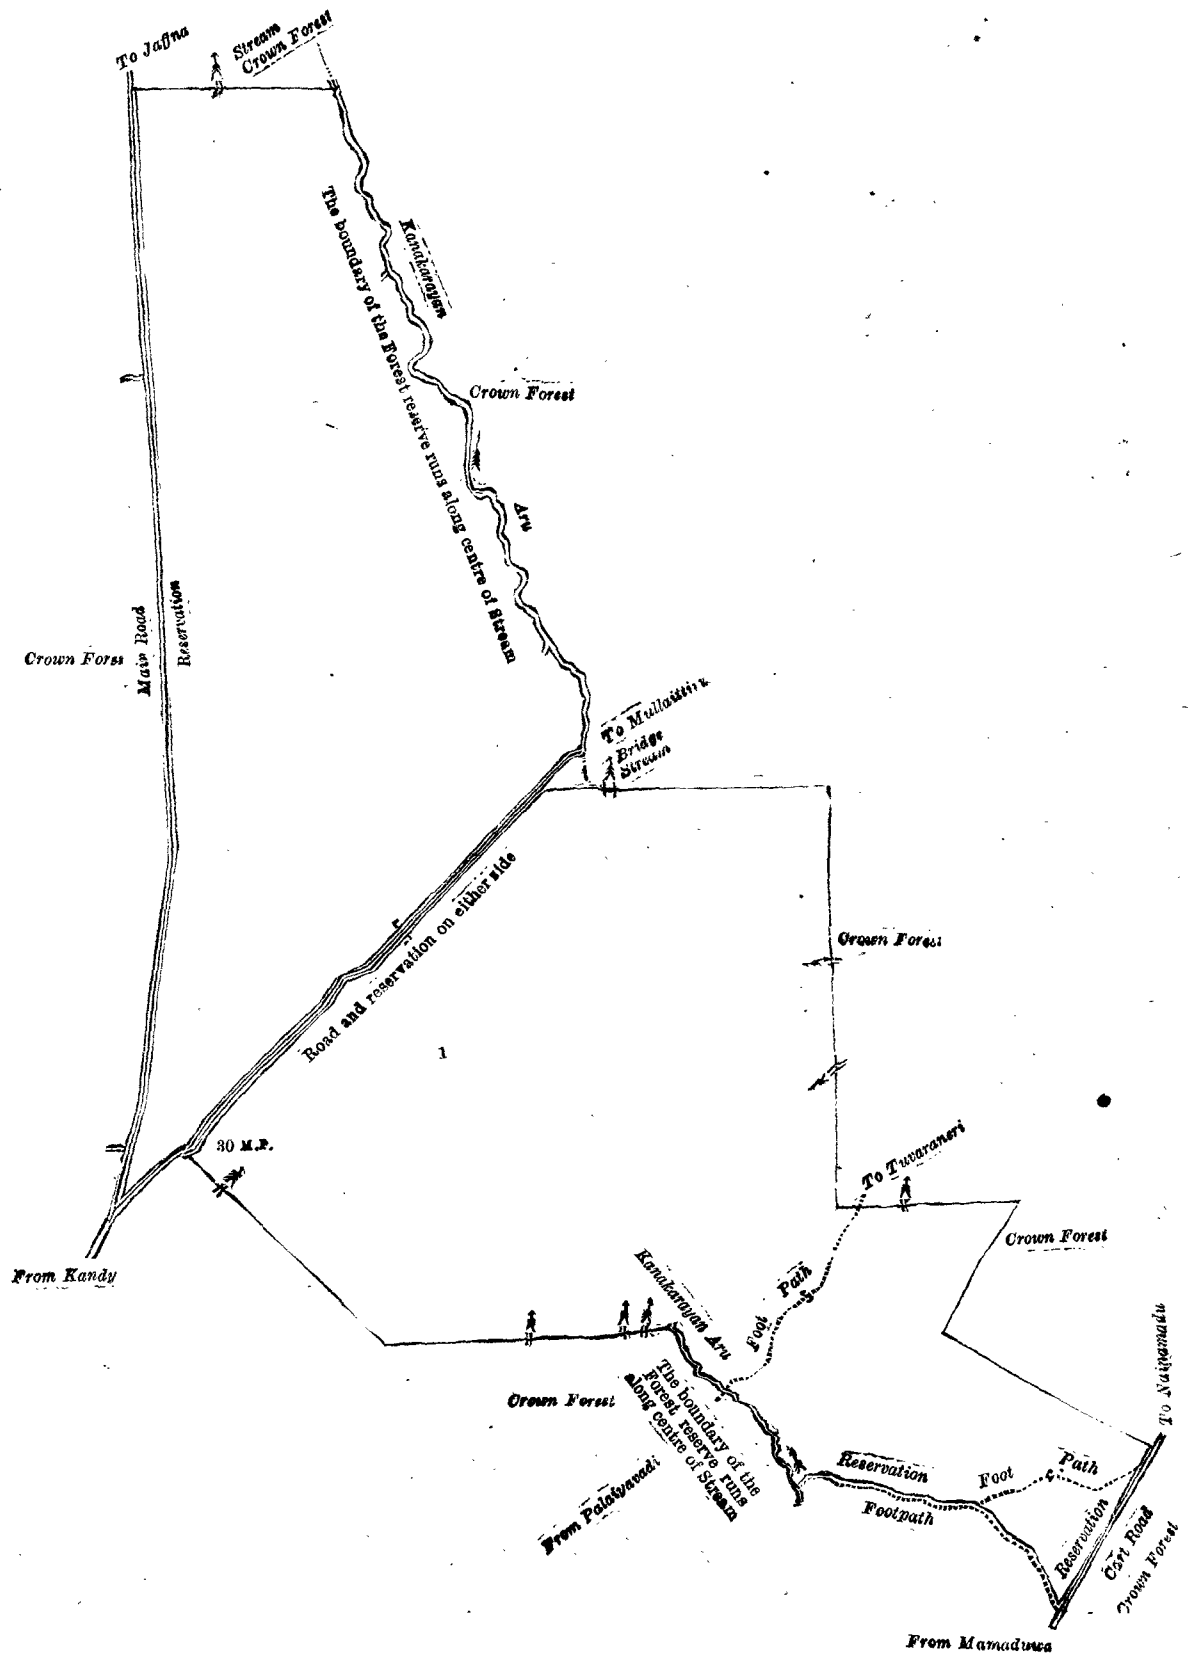 To Jaffna
Stream
Crown Forest
The boundary of the Forest reserve runs along centre of Stream
Kanakarayan
Crown Forest
Aru
Crown Forest
Main Road
Reservation
To Mullaittivu
Bridge
Stream
Road and reservation on either side
Crown Forest
1
30 M.P.
To Tuvaraneri
From Kandy
Crown Forest
Kanakarayan Aru
Foot Path
Crown Forest
The boundary of the
Forest reserve runs
along centre of Stream
From Palaiyavadi
Reservation
Footpath
Foot Path
To Nainamadu
Reservation
Cart Road
Crown Forest
From Mamaduwa